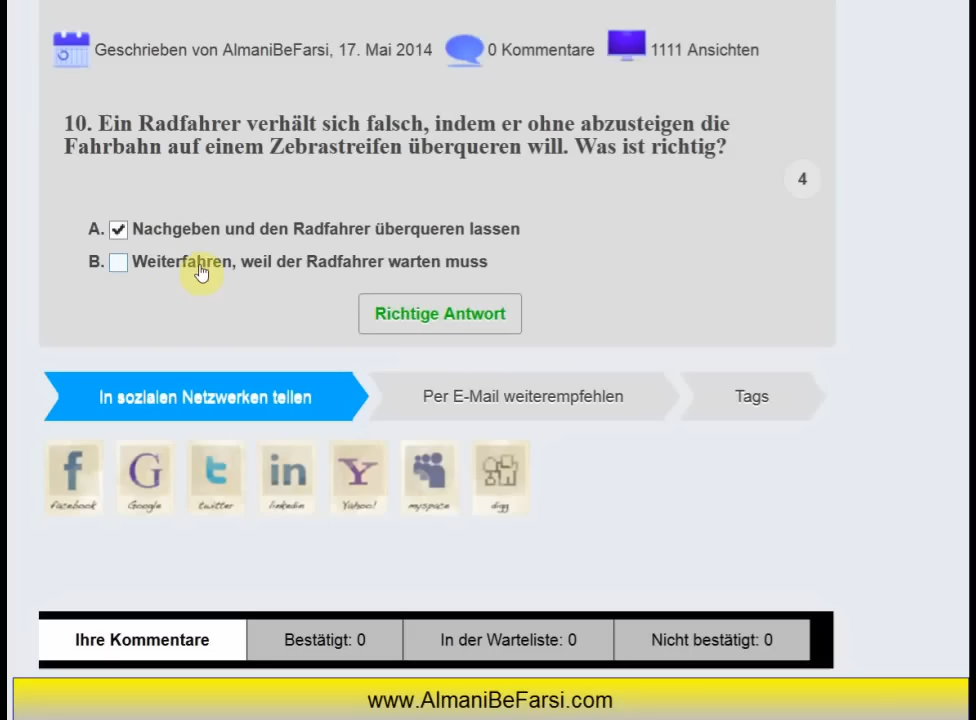 Geschrieben von AlmaniBeFarsi, 17. Mai 2014 0 Kommentare 1111 Ansichten
10. Ein Radfahrer verhält sich falsch, indem er ohne abzusteigen die
Fahrbahn auf einem Zebrastreifen überqueren will. Was ist richtig?
4
A. Nachgeben und den Radfahrer überqueren lassen
B. Weiterfahren, weil der Radfahrer warten muss
Richtige Antwort
In sozialen Netzwerken teilen Per E-Mail weiterempfehlen Tags
f G t in Y
facebook Google twitter linkedin Yahoo! myspace digg
Ihre Kommentare Bestätigt: 0 In der Warteliste: 0 Nicht bestätigt: 0
www.AlmaniBeFarsi.com